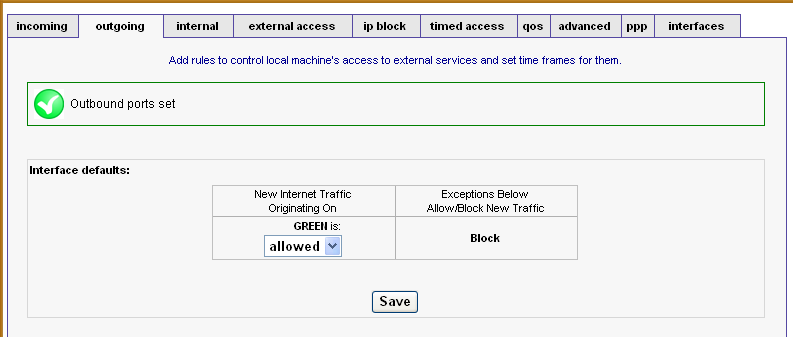 incoming outgoing internal external access ip block timed access qos advanced ppp interfaces
Add rules to control local machine's access to external services and set time frames for them.
Outbound ports set
Interface defaults:
New Internet Traffic
Originating On
Exceptions Below
Allow/Block New Traffic
GREEN is:
allowed
Block
Save